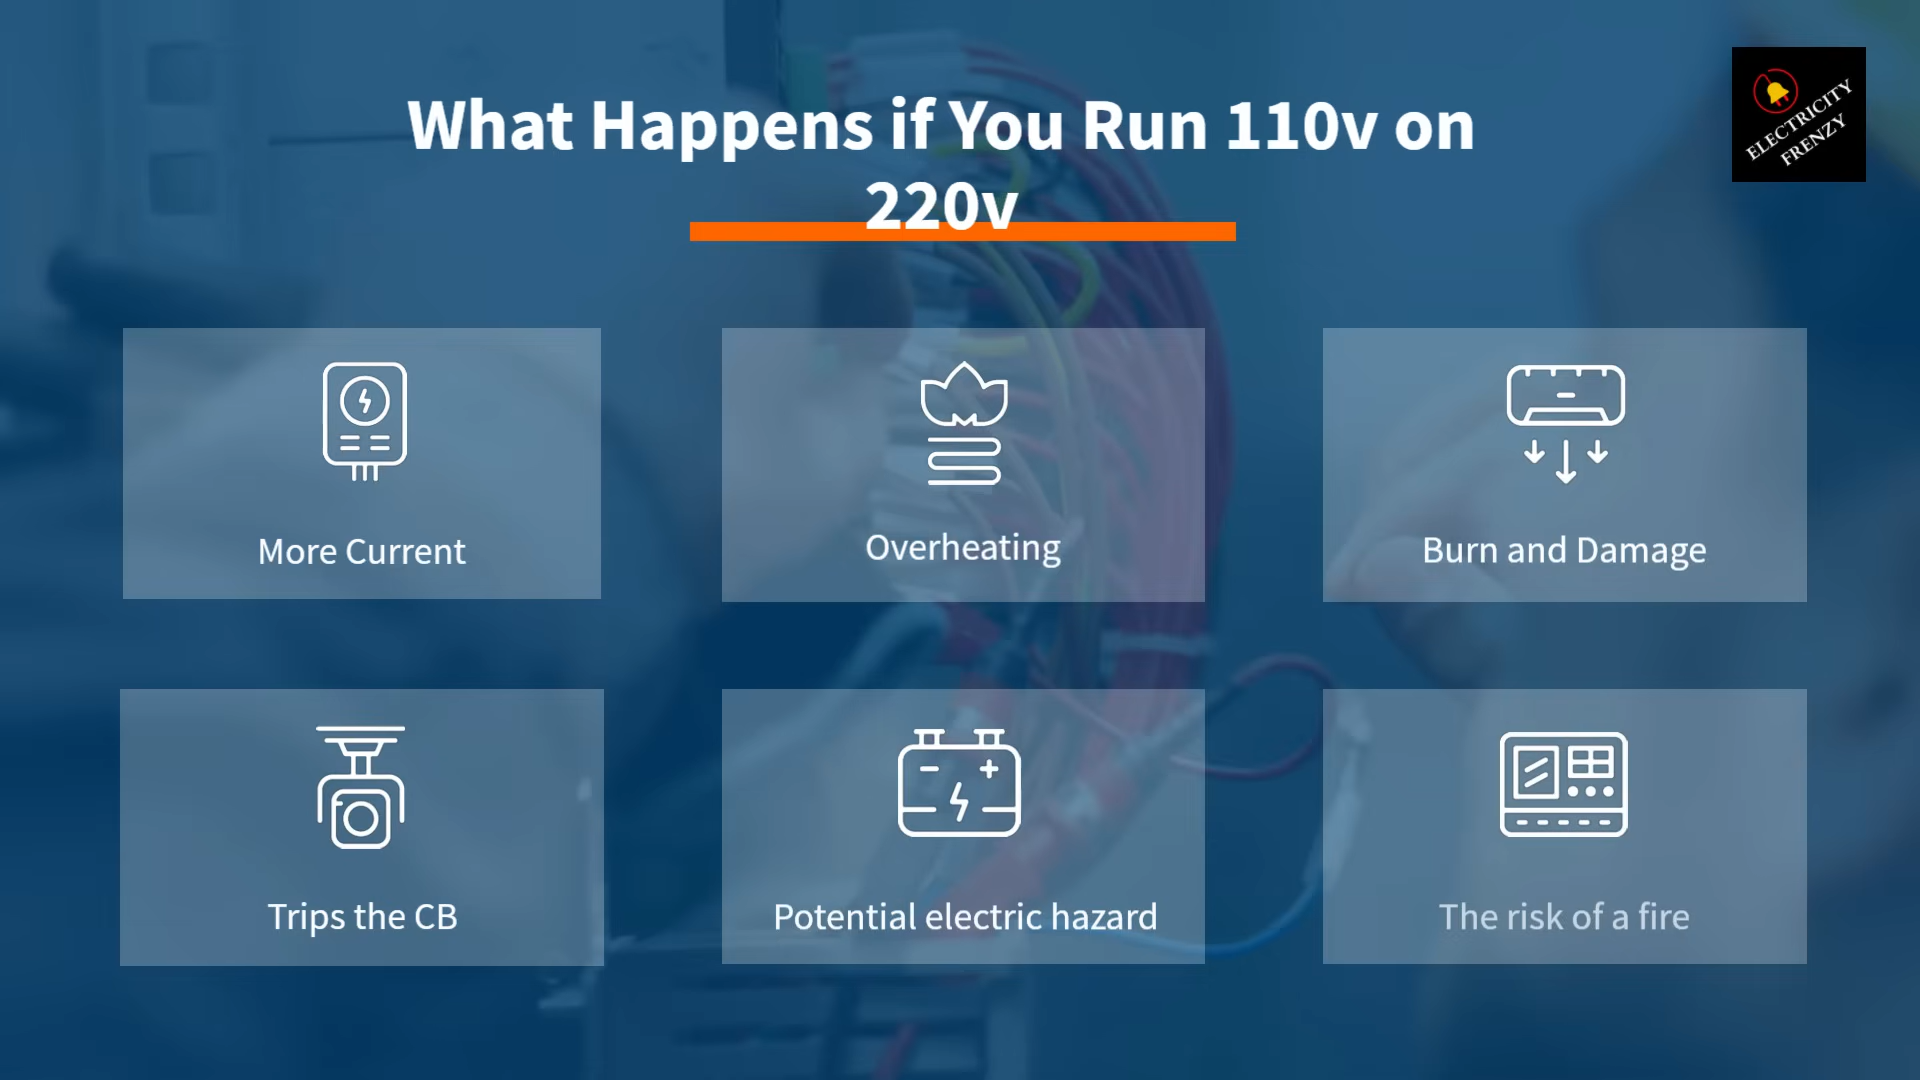 What Happens if You Run 110v on
220v
ELECTRICITY
FRENZY
More Current
Overheating
Burn and Damage
Trips the CB
Potential electric hazard
The risk of a fire